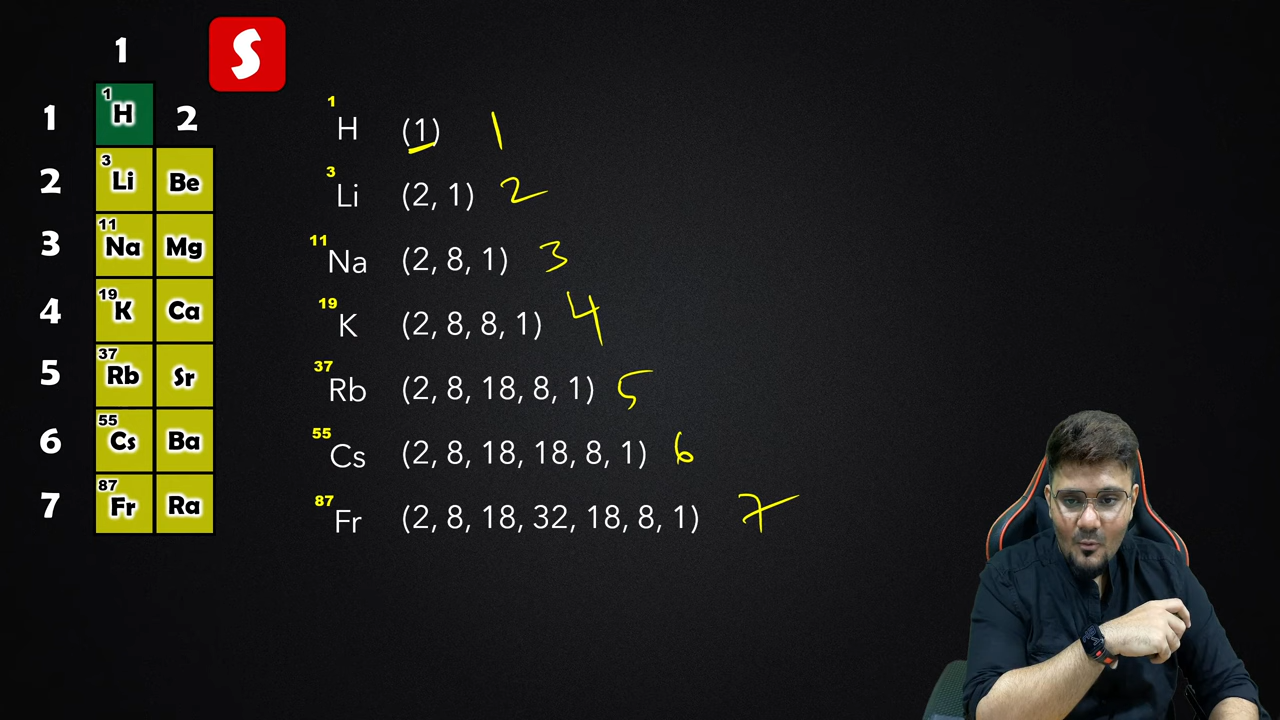 1
S
1
1
H
2
2
3
Li
Be
3
11
Na
Mg
4
19
K
Ca
5
37
Rb
Sr
6
55
Cs
Ba
7
87
Fr
Ra
1
H (1) 1
3
Li (2, 1) 2
11
Na (2, 8, 1) 3
19
K (2, 8, 8, 1) 4
37
Rb (2, 8, 18, 8, 1) 5
55
Cs (2, 8, 18, 18, 8, 1) 6
87
Fr (2, 8, 18, 32, 18, 8, 1) 7